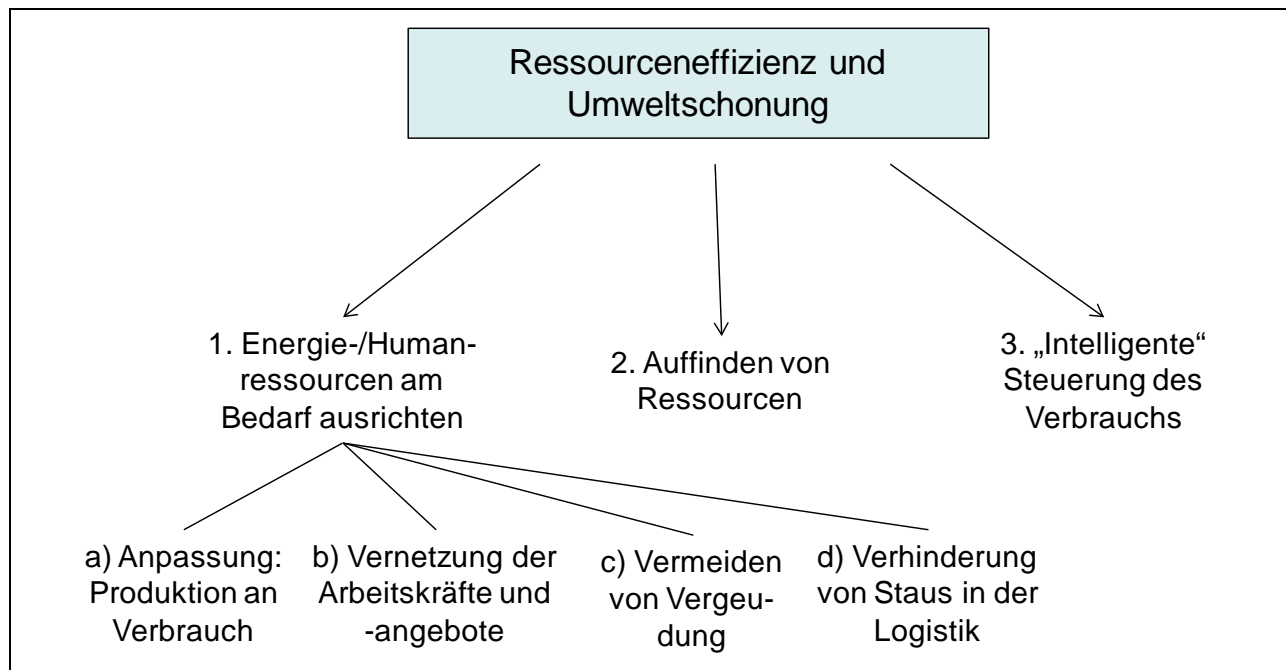 Ressourceneffizienz und
Umweltschonung
1. Energie-/Human-
ressourcen am
Bedarf ausrichten
2. Auffinden von
Ressourcen
3. „Intelligente“
Steuerung des
Verbrauchs
a) Anpassung:
Produktion an
Verbrauch
b) Vernetzung der
Arbeitskräfte und
-angebote
c) Vermeiden
von Vergeu-
dung
d) Verhinderung
von Staus in der
Logistik